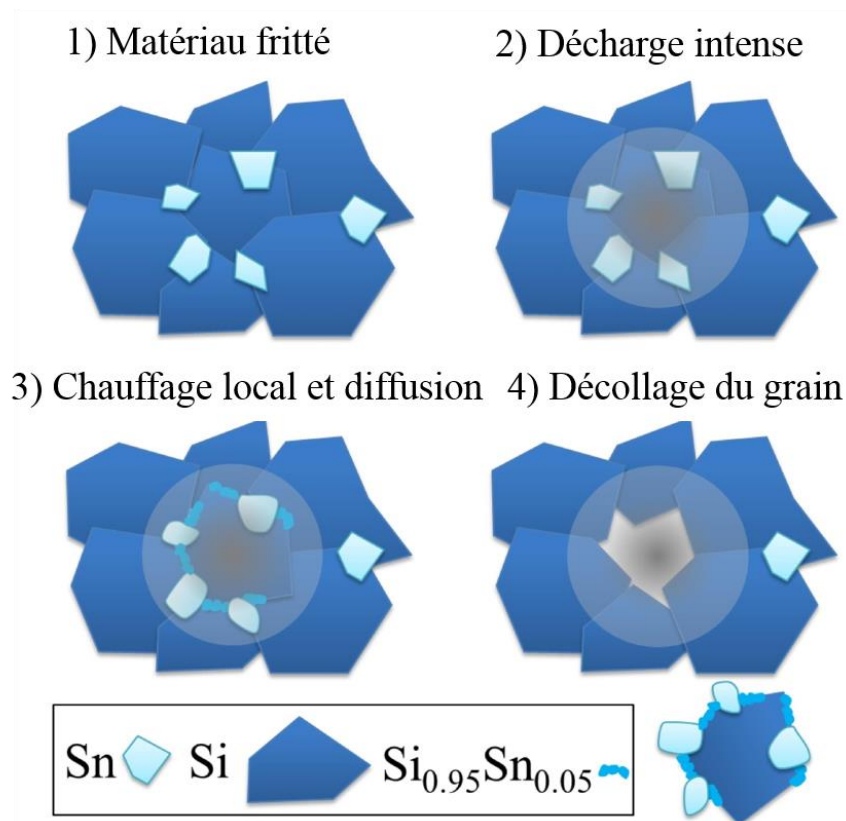 1) Matériau fritté
2) Décharge intense
3) Chauffage local et diffusion
4) Décollage du grain
Sn Si Si0.95Sn0.05